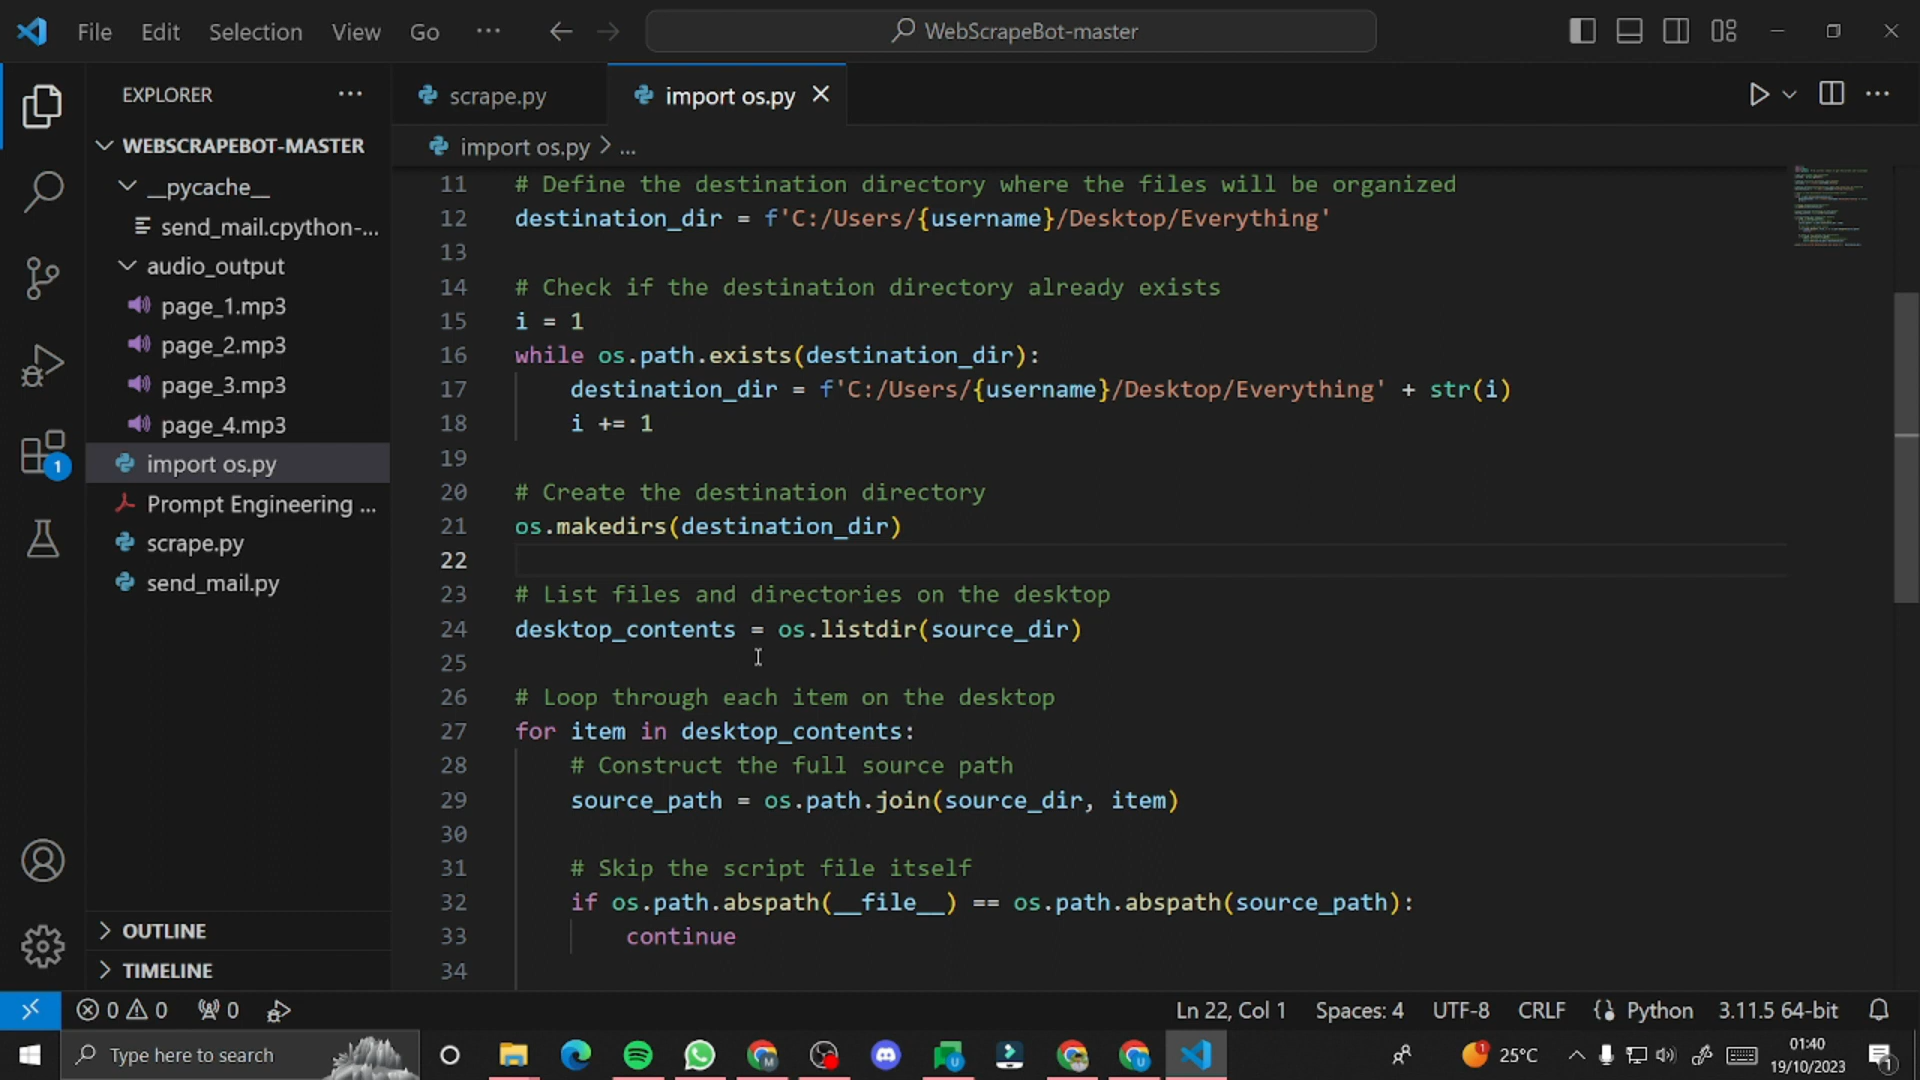 File Edit Selection View Go ··· WebScrapeBot-master
EXPLORER ···
scrape.py
import os.py
WEBSCRAPEBOT-MASTER
__pycache__
send_mail.cpython-...
audio_output
page_1.mp3
page_2.mp3
page_3.mp3
page_4.mp3
import os.py
Prompt Engineering ...
scrape.py
send_mail.py
OUTLINE
TIMELINE
1
import os.py > ...
11 # Define the destination directory where the files will be organized
12 destination_dir = f'C:/Users/{username}/Desktop/Everything'
13
14 # Check if the destination directory already exists
15 i = 1
16 while os.path.exists(destination_dir):
17     destination_dir = f'C:/Users/{username}/Desktop/Everything' + str(i)
18     i += 1
19
20 # Create the destination directory
21 os.makedirs(destination_dir)
22
23 # List files and directories on the desktop
24 desktop_contents = os.listdir(source_dir)
25
26 # Loop through each item on the desktop
27 for item in desktop_contents:
28     # Construct the full source path
29     source_path = os.path.join(source_dir, item)
30
31     # Skip the script file itself
32     if os.path.abspath(__file__) == os.path.abspath(source_path):
33         continue
34
0 0 0 Ln 22, Col 1 Spaces: 4 UTF-8 CRLF Python 3.11.5 64-bit
Type here to search
1 25°C
01:40
19/10/2023
1